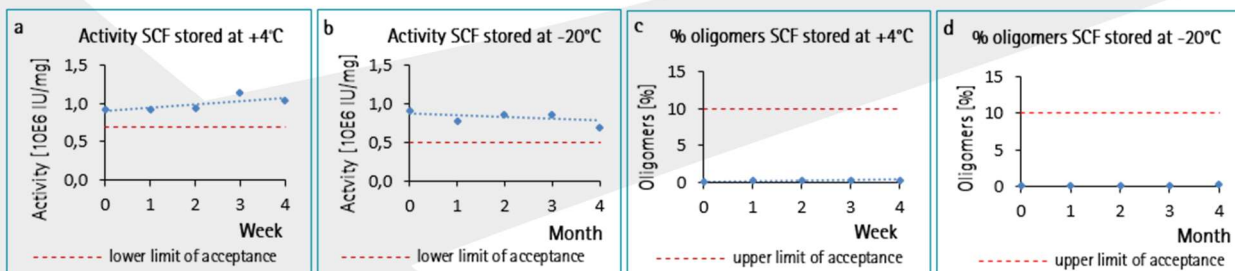 a
Activity SCF stored at +4°C
1,5
1,0
0,5
0,0
Activity [10E6 IU/mg]
0 1 2 3 4
Week
lower limit of acceptance
b
Activity SCF stored at -20°C
1,5
1,0
0,5
0,0
Actvity [10E6 IU/mg]
0 1 2 3 4
Month
lower limit of acceptance
c
% oligomers SCF stored at +4°C
15
10
5
0
Oligomers [%]
0 1 2 3 4
Week
upper limit of acceptance
d
% oligomers SCF stored at -20°C
15
10
5
0
Oligomers [%]
0 1 2 3 4
Month
upper limit of acceptance